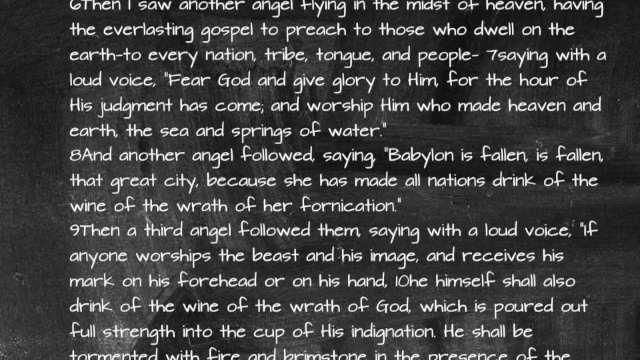 6Then I saw another angel flying in the midst of heaven, having
the everlasting gospel to preach to those who dwell on the
earth-to every nation, tribe, tongue, and people- 7saying with a
loud voice, "Fear God and give glory to Him, for the hour of
His judgment has come; and worship Him who made heaven and
earth, the sea and springs of water."
8And another angel followed, saying, "Babylon is fallen, is fallen,
that great city, because she has made all nations drink of the
wine of the wrath of her fornication."
9Then a third angel followed them, saying with a loud voice, "If
anyone worships the beast and his image, and receives his
mark on his forehead or on his hand, 10he himself shall also
drink of the wine of the wrath of God, which is poured out
full strength into the cup of His indignation. He shall be
tormented with fire and brimstone in the presence of the